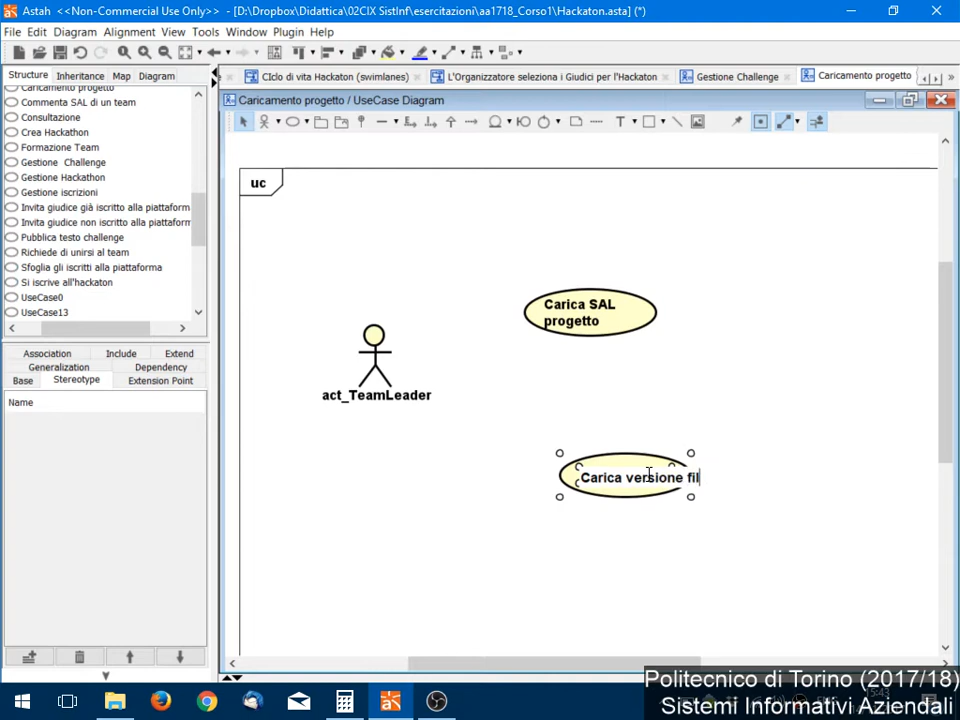 Astah <<Non-Commercial Use Only>> - [D:\Dropbox\Didattica\02CIX SistInf\esercitazioni\aa1718_Corso1\Hackaton.asta] (*)
File Edit Diagram Alignment View Tools Window Plugin Help
Structure Inheritance Map Diagram
CIclo di vita Hackaton (swimlanes) L'Organizzatore seleziona i Giudici per l'Hackaton Gestione Challenge Caricamento progetto
Caricamento progetto / UseCase Diagram
Caricamento progetto
Commenta SAL di un team
Consultazione
Crea Hackathon
Formazione Team
Gestione Challenge
Gestione Hackathon
Gestione iscrizioni
Invita giudice già iscritto alla piattaform
Invita giudice non iscritto alla piattaform
Pubblica testo challenge
Richiede di unirsi al team
Sfoglia gli iscritti alla piattaforma
Si iscrive all'hackaton
UseCase0
UseCase13
Association Include Extend
Generalization Dependency
Base Stereotype Extension Point
Name
uc
Carica SAL
progetto
act_TeamLeader
Carica versione fil
Politecnico di Torino (2017/18)
Sistemi Informativi Aziendali